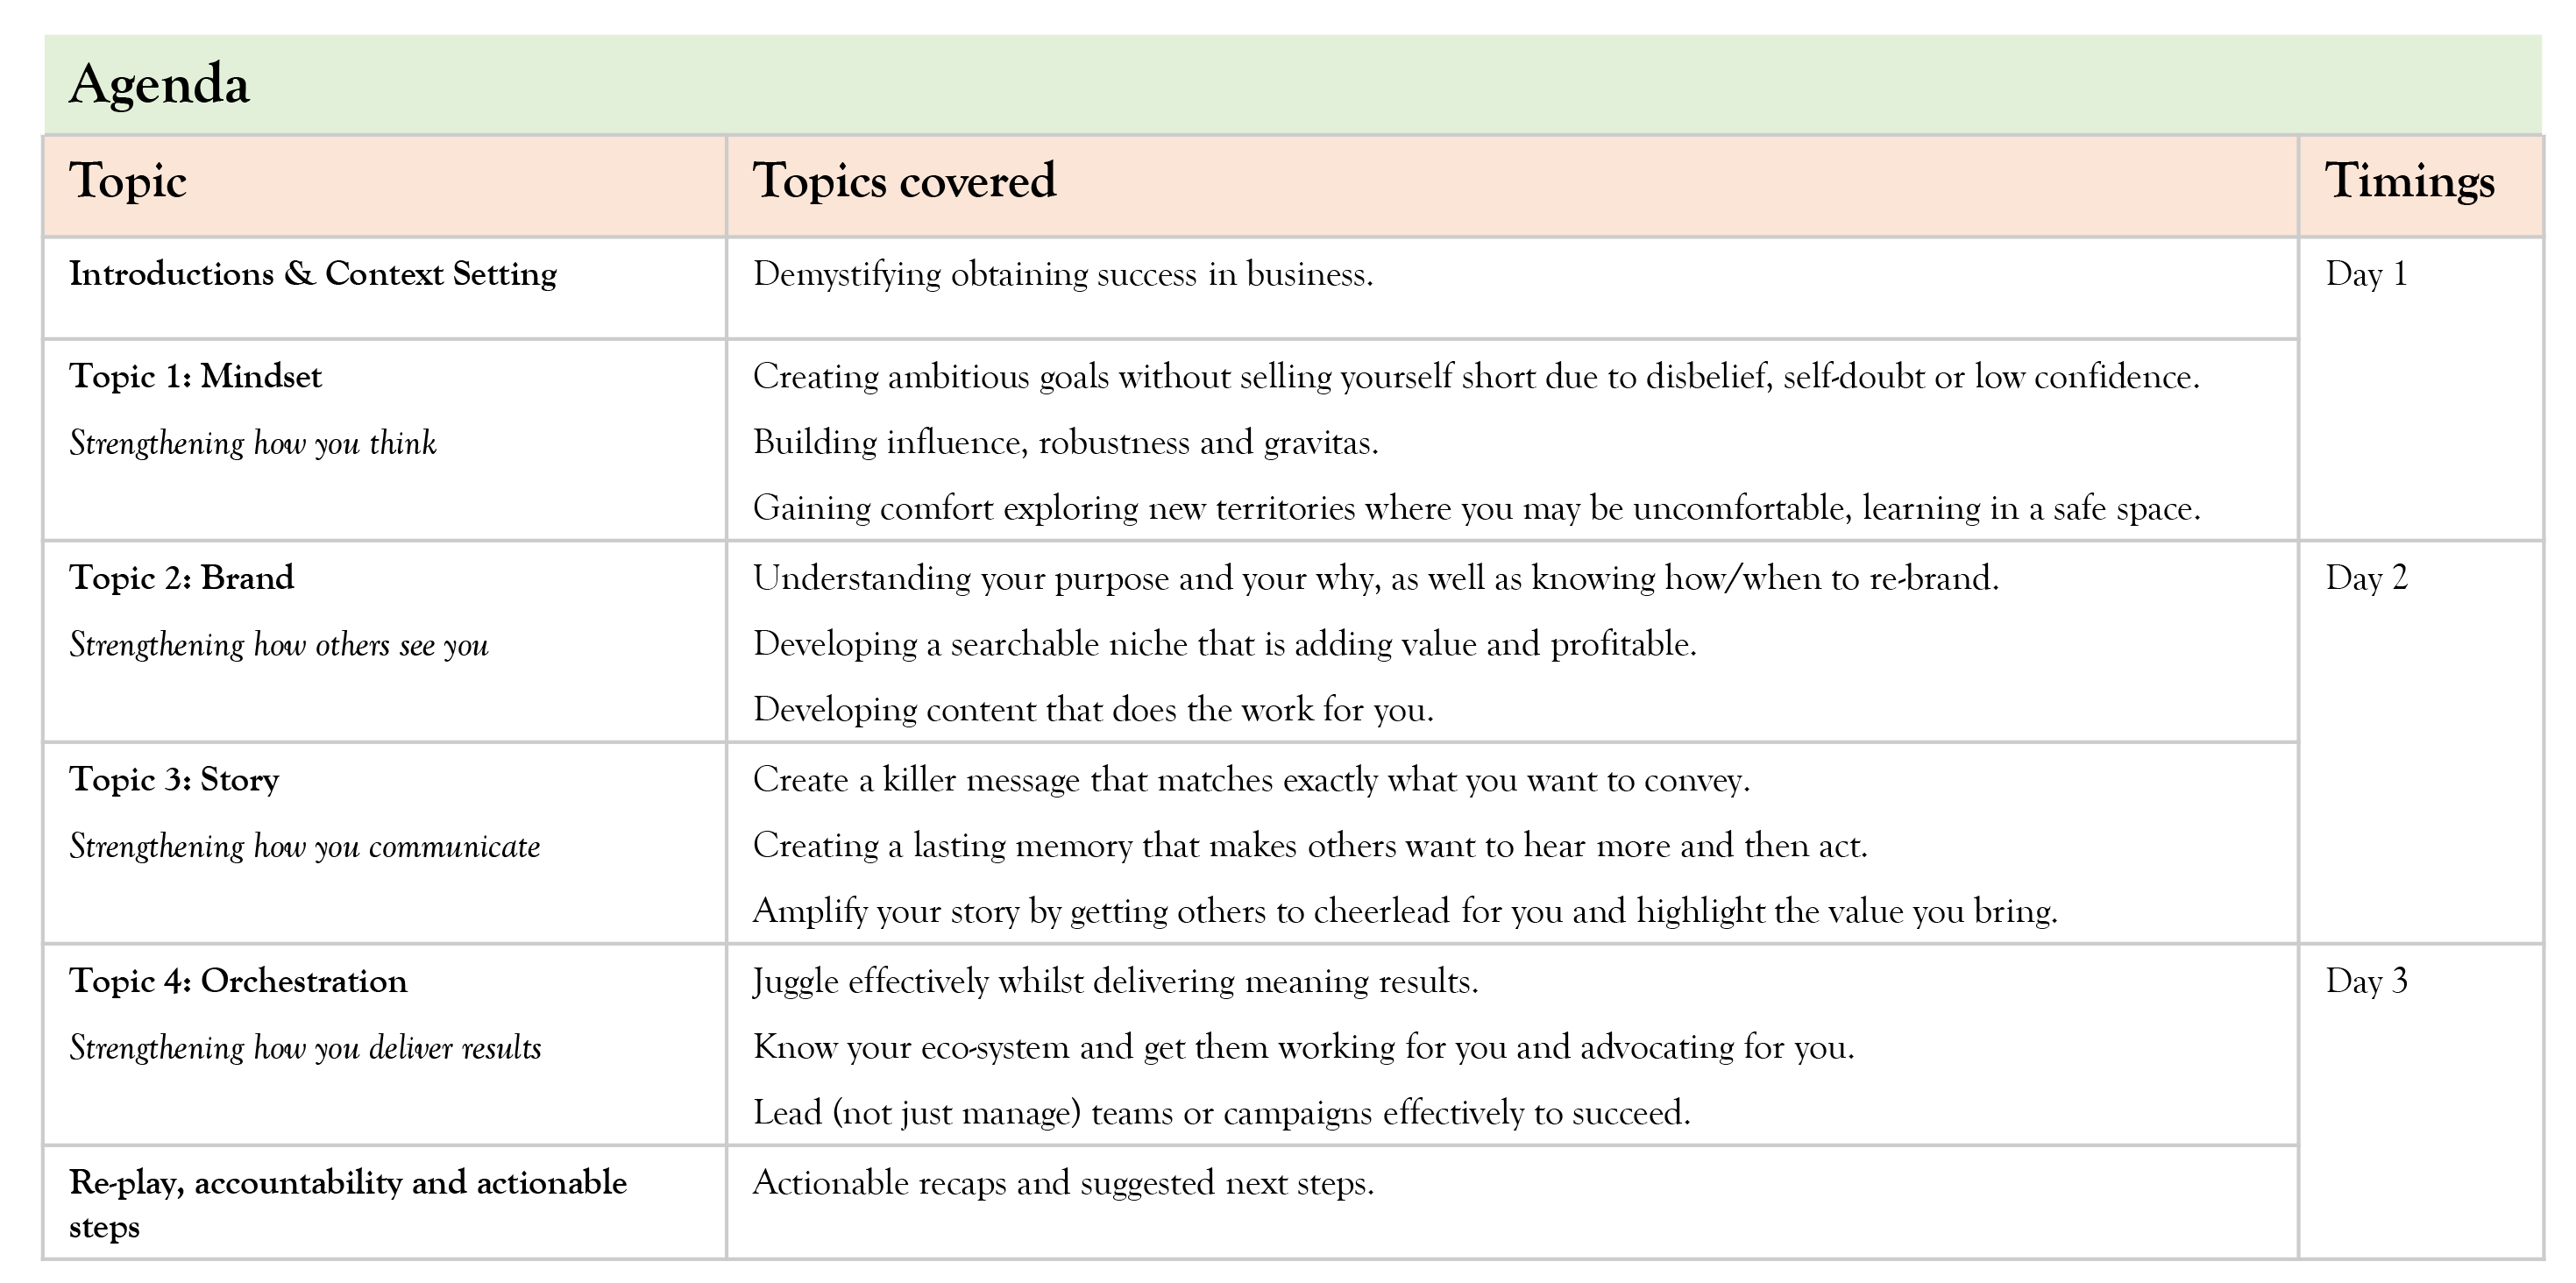 Agenda
Topic
Topics covered
Timings
Introductions & Context Setting
Demystifying obtaining success in business.
Day 1
Topic 1: Mindset
Strengthening how you think
Creating ambitious goals without selling yourself short due to disbelief, self-doubt or low confidence.
Building influence, robustness and gravitas.
Gaining comfort exploring new territories where you may be uncomfortable, learning in a safe space.
Topic 2: Brand
Strengthening how others see you
Understanding your purpose and your why, as well as knowing how/when to re-brand.
Developing a searchable niche that is adding value and profitable.
Developing content that does the work for you.
Day 2
Topic 3: Story
Strengthening how you communicate
Create a killer message that matches exactly what you want to convey.
Creating a lasting memory that makes others want to hear more and then act.
Amplify your story by getting others to cheerlead for you and highlight the value you bring.
Topic 4: Orchestration
Strengthening how you deliver results
Juggle effectively whilst delivering meaning results.
Know your eco-system and get them working for you and advocating for you.
Lead (not just manage) teams or campaigns effectively to succeed.
Day 3
Re-play, accountability and actionable
steps
Actionable recaps and suggested next steps.